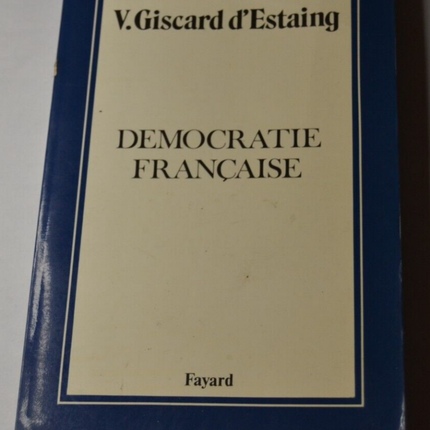 V. Giscard d'Estaing
DEMOCRATIE
FRANÇAISE
Fayard